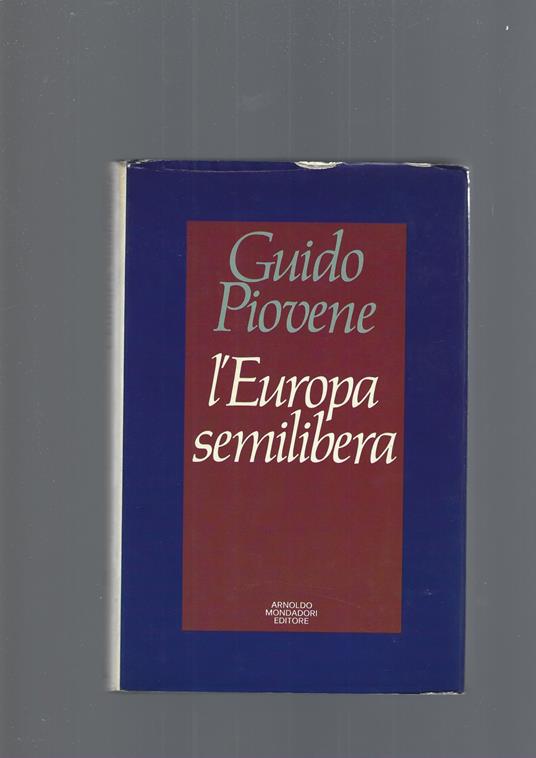 Guido
Piovene
l'Europa
semilibera
ARNOLDO
MONDADORI
EDITORE